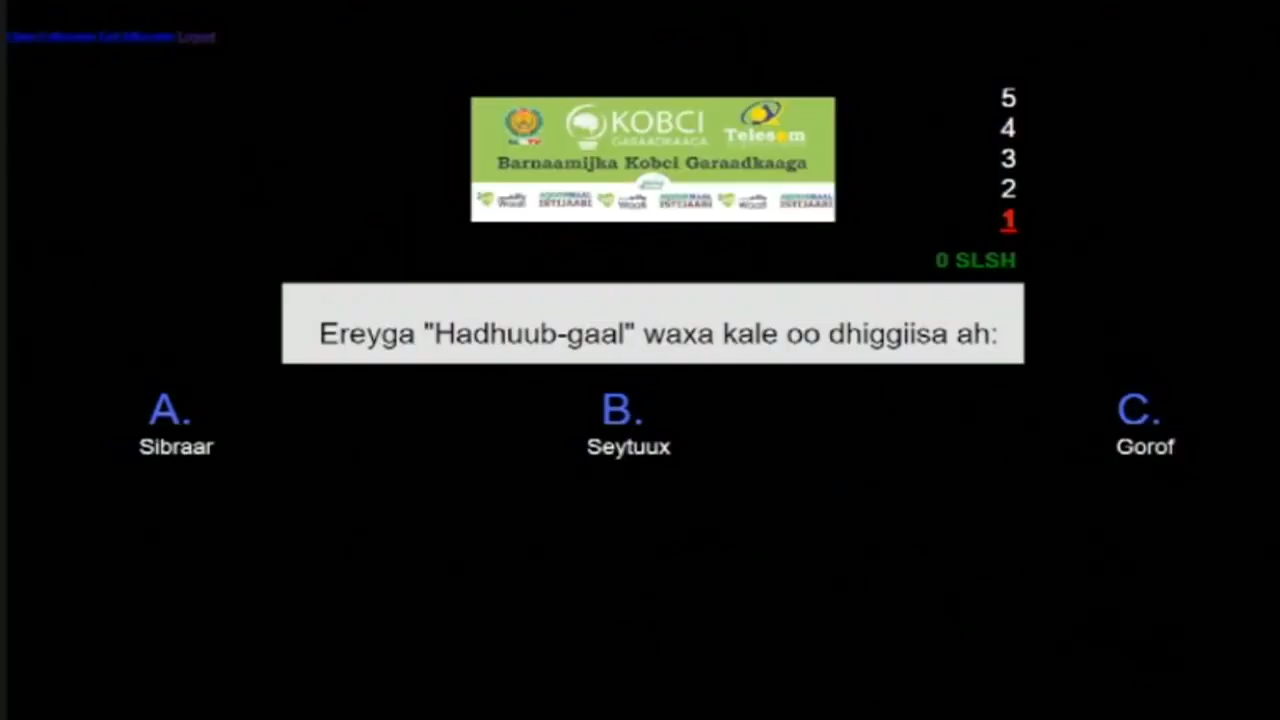 KOBCI
GARAADKAAGA
Telesom
Barnaamijka Kobci Garaadkaaga
5
4
3
2
1
0 SLSH
Ereyga "Hadhuub-gaal" waxa kale oo dhiggiisa ah:
A.
Sibraar
B.
Seytuux
C.
Gorof